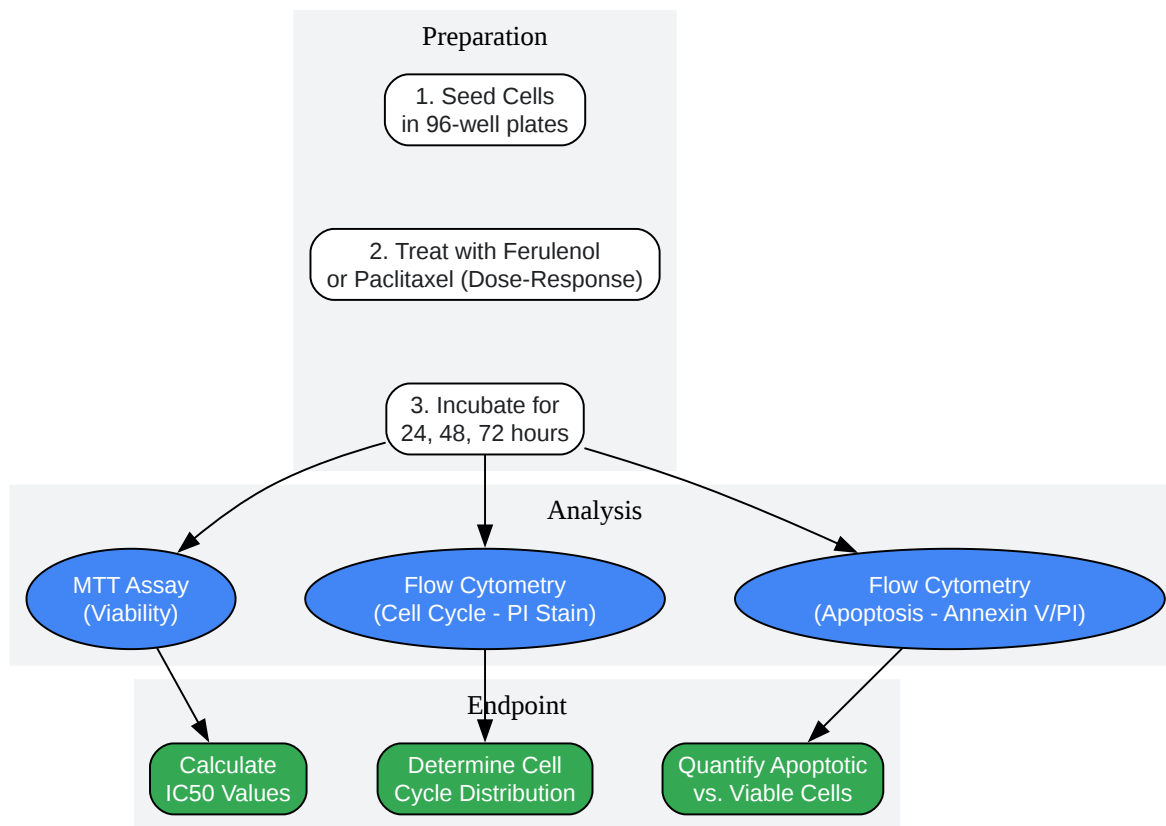 Preparation
1. Seed Cells
in 96-well plates
2. Treat with Ferulenol
or Paclitaxel (Dose-Response)
3. Incubate for
24, 48, 72 hours
Analysis
MTT Assay
(Viability)
Flow Cytometry
(Cell Cycle - PI Stain)
Flow Cytometry
(Apoptosis - Annexin V/PI)
Endpoint
Calculate
IC50 Values
Determine Cell
Cycle Distribution
Quantify Apoptotic
vs. Viable Cells